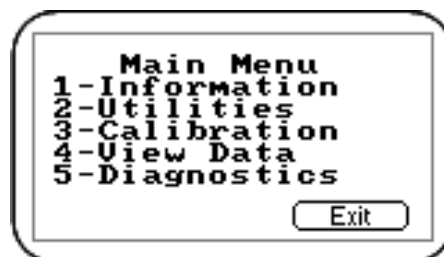 Main Menu
1-Information
2-Utilities
3-Calibration
4-View Data
5-Diagnostics
Exit